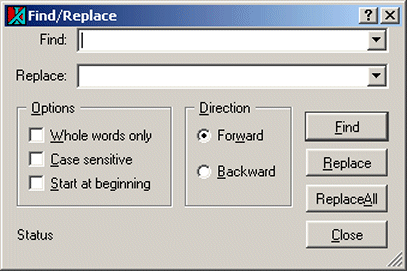 Find/Replace
Find:
Replace:
Options
Whole words only
Case sensitive
Start at beginning
Direction
Forward
Backward
Find
Replace
ReplaceAll
Close
Status